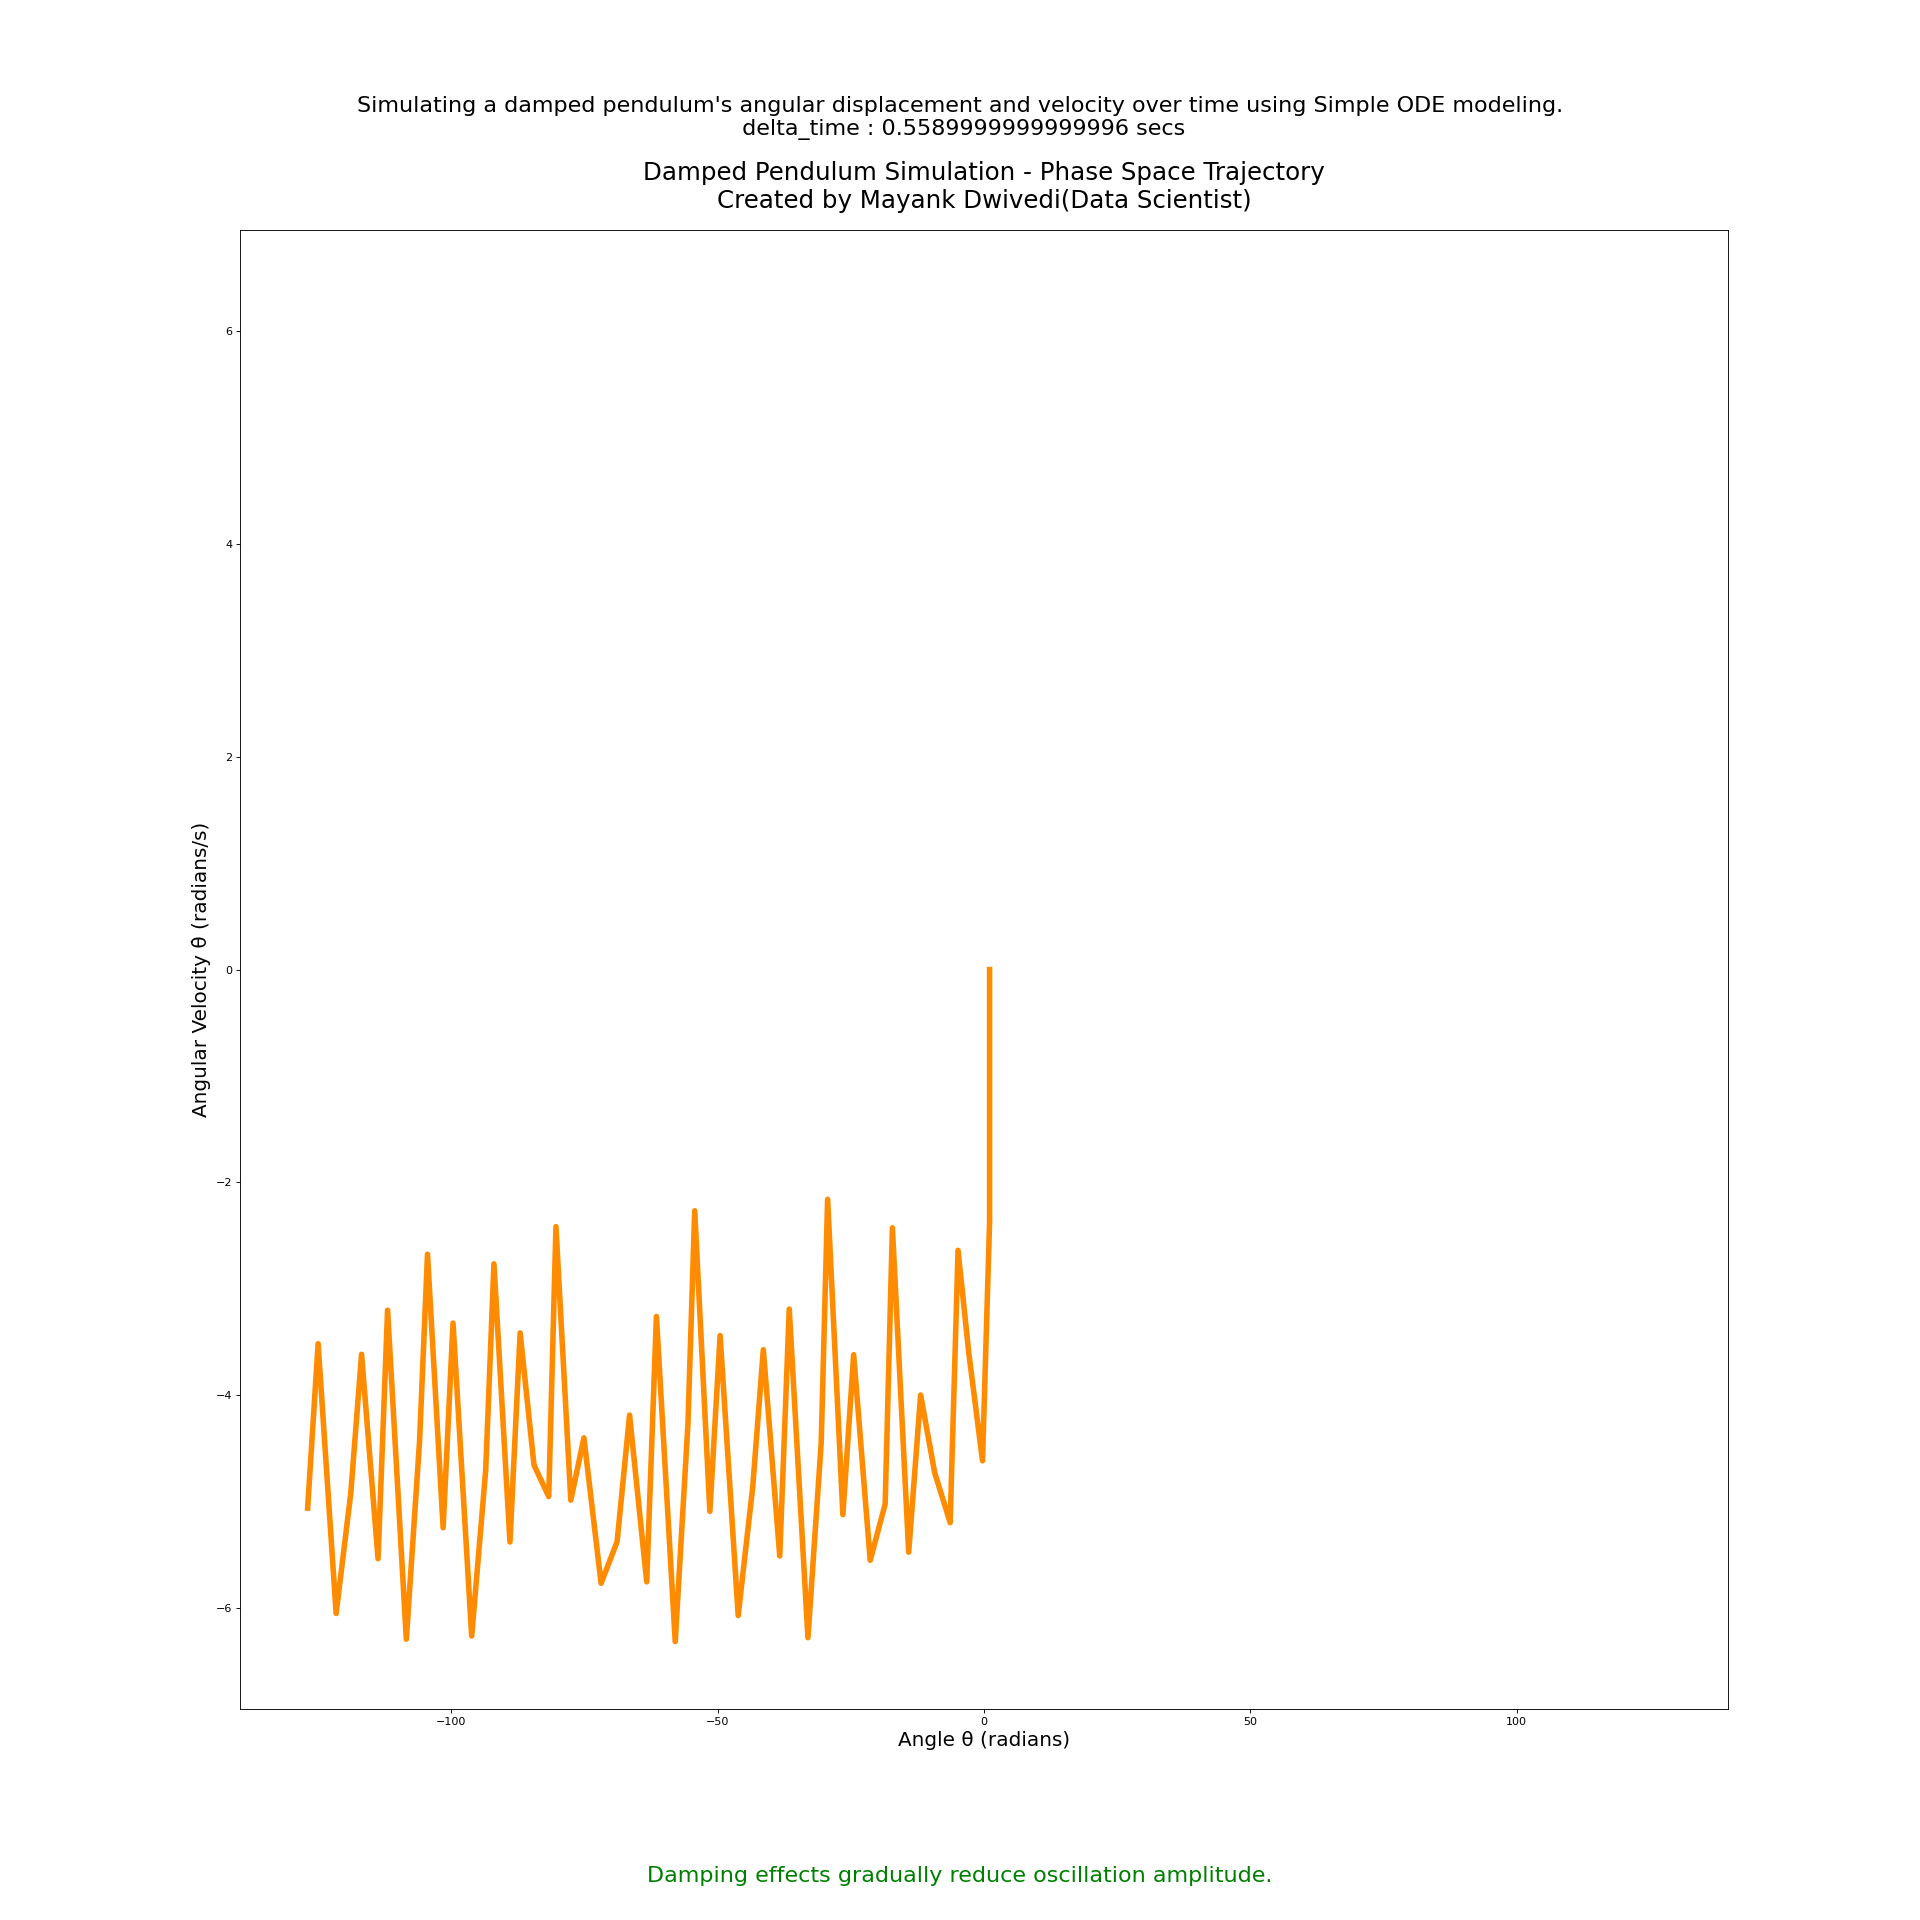 Simulating a damped pendulum's angular displacement and velocity over time using Simple ODE modeling.
delta_time : 0.5589999999999996 secs
Damped Pendulum Simulation - Phase Space Trajectory
Created by Mayank Dwivedi(Data Scientist)
6
4
2
0
−2
−4
−6
Angular Velocity θ (radians/s)
−100
−50
0
50
100
Angle θ (radians)
Damping effects gradually reduce oscillation amplitude.